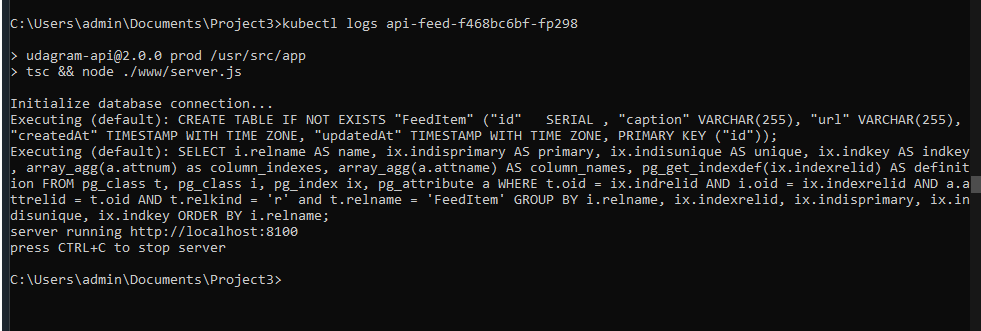 C:\Users\admin\Documents\Project3>kubectl logs api-feed-f468bc6bf-fp298
> udagram-api@2.0.0 prod /usr/src/app
> tsc && node ./www/server.js
Initialize database connection...
Executing (default): CREATE TABLE IF NOT EXISTS "FeedItem" ("id"   SERIAL , "caption" VARCHAR(255), "url" VARCHAR(255),
"createdAt" TIMESTAMP WITH TIME ZONE, "updatedAt" TIMESTAMP WITH TIME ZONE, PRIMARY KEY ("id"));
Executing (default): SELECT i.relname AS name, ix.indisprimary AS primary, ix.indisunique AS unique, ix.indkey AS indkey
, array_agg(a.attnum) as column_indexes, array_agg(a.attname) AS column_names, pg_get_indexdef(ix.indexrelid) AS definit
ion FROM pg_class t, pg_class i, pg_index ix, pg_attribute a WHERE t.oid = ix.indrelid AND i.oid = ix.indexrelid AND a.a
ttrelid = t.oid AND t.relkind = 'r' and t.relname = 'FeedItem' GROUP BY i.relname, ix.indexrelid, ix.indisprimary, ix.in
disunique, ix.indkey ORDER BY i.relname;
server running http://localhost:8100
press CTRL+C to stop server
C:\Users\admin\Documents\Project3>